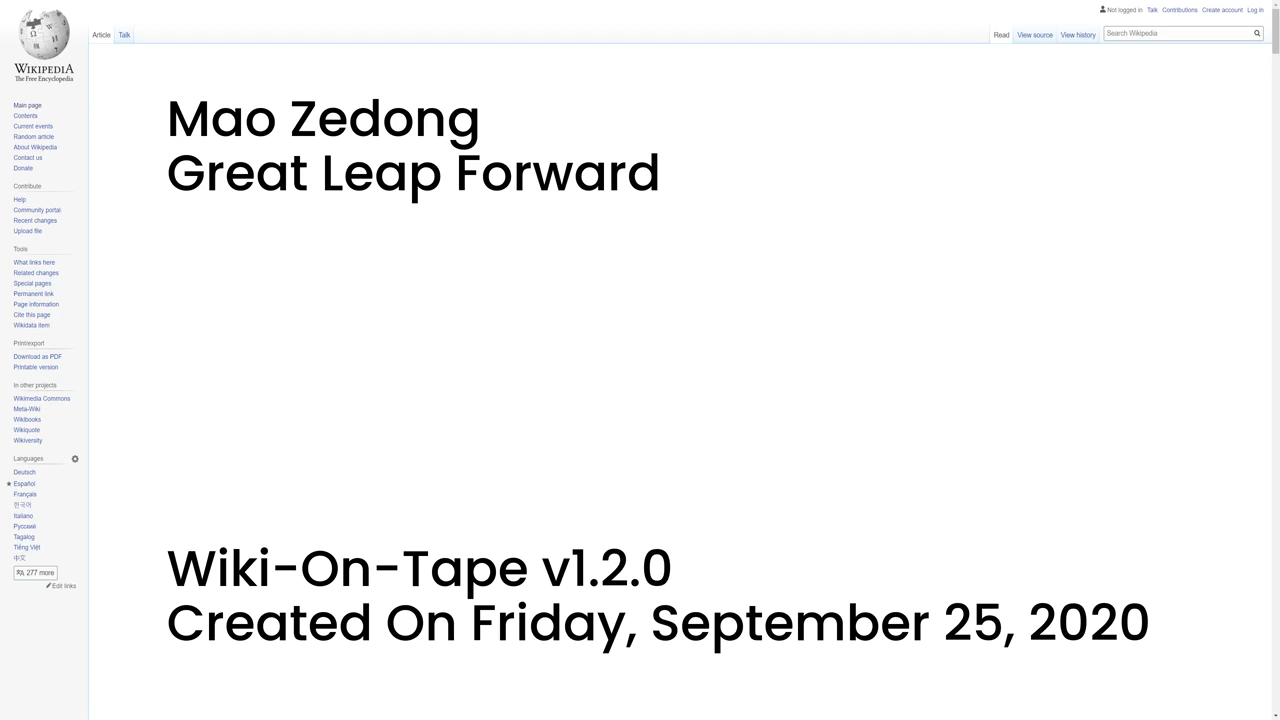 Not logged in Talk Contributions Create account Log in
Article Talk Read View source View history Search Wikipedia
WIKIPEDIA
The Free Encyclopedia
Main page
Contents
Current events
Random article
About Wikipedia
Contact us
Donate
Contribute
Help
Community portal
Recent changes
Upload file
Tools
What links here
Related changes
Special pages
Permanent link
Page information
Cite this page
Wikidata item
Print/export
Download as PDF
Printable version
In other projects
Wikimedia Commons
Meta-Wiki
Wikibooks
Wikiquote
Wikiversity
Languages
Deutsch
Español
Français
한국어
Italiano
Русский
Tagalog
Tiếng Việt
中文
277 more
Edit links
Mao Zedong
Great Leap Forward
Wiki-On-Tape v1.2.0
Created On Friday, September 25, 2020